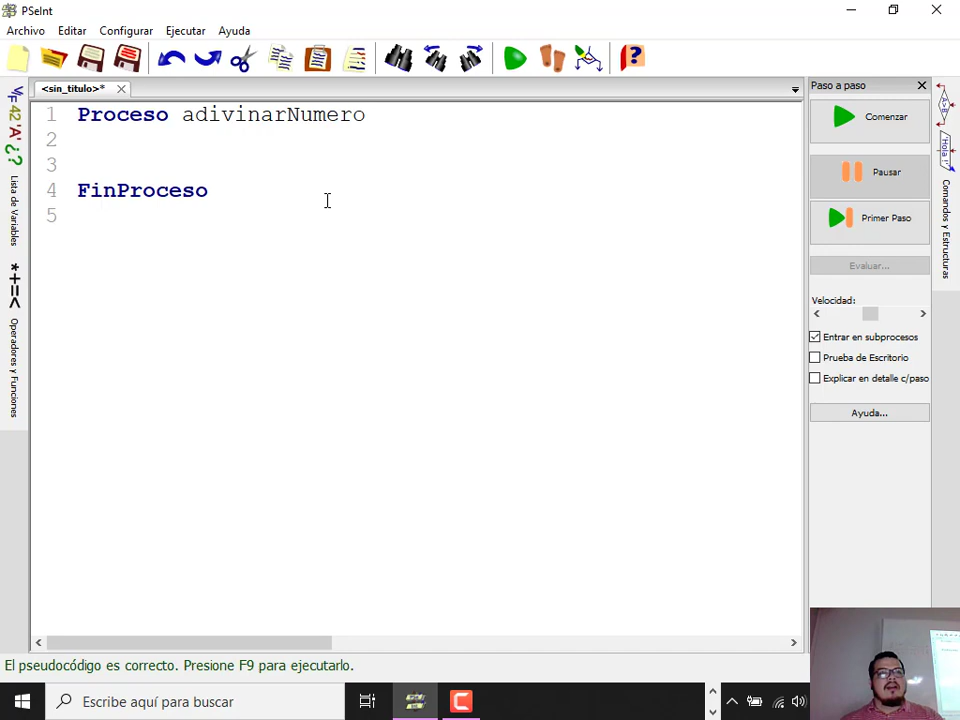 PSeInt
Archivo Editar Configurar Ejecutar Ayuda
<sin_titulo>*
1 Proceso adivinarNumero
2
3
4 FinProceso
5
Lista de Variables
Operadores y Funciones
Paso a paso
Comenzar
Pausar
Primer Paso
Evaluar...
Velocidad:
Entrar en subprocesos
Prueba de Escritorio
Explicar en detalle c/paso
Ayuda...
Comandos y Estructuras
El pseudocódigo es correcto. Presione F9 para ejecutarlo.
Escribe aquí para buscar